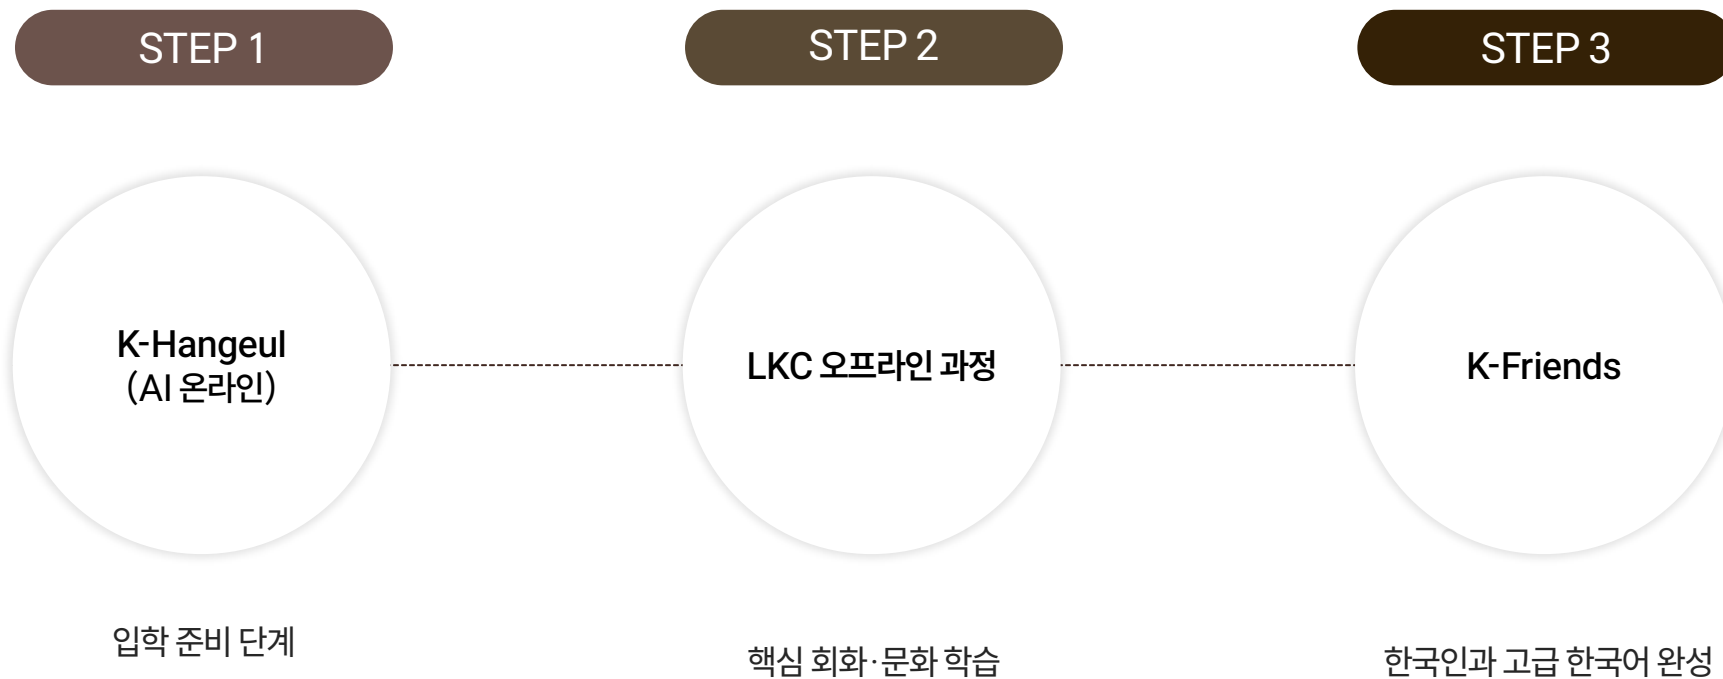 STEP 1
STEP 2
STEP 3
K-Hangeul
(AI 온라인)
LKC 오프라인 과정
K-Friends
입학 준비 단계
핵심 회화·문화 학습
한국인과 고급 한국어 완성